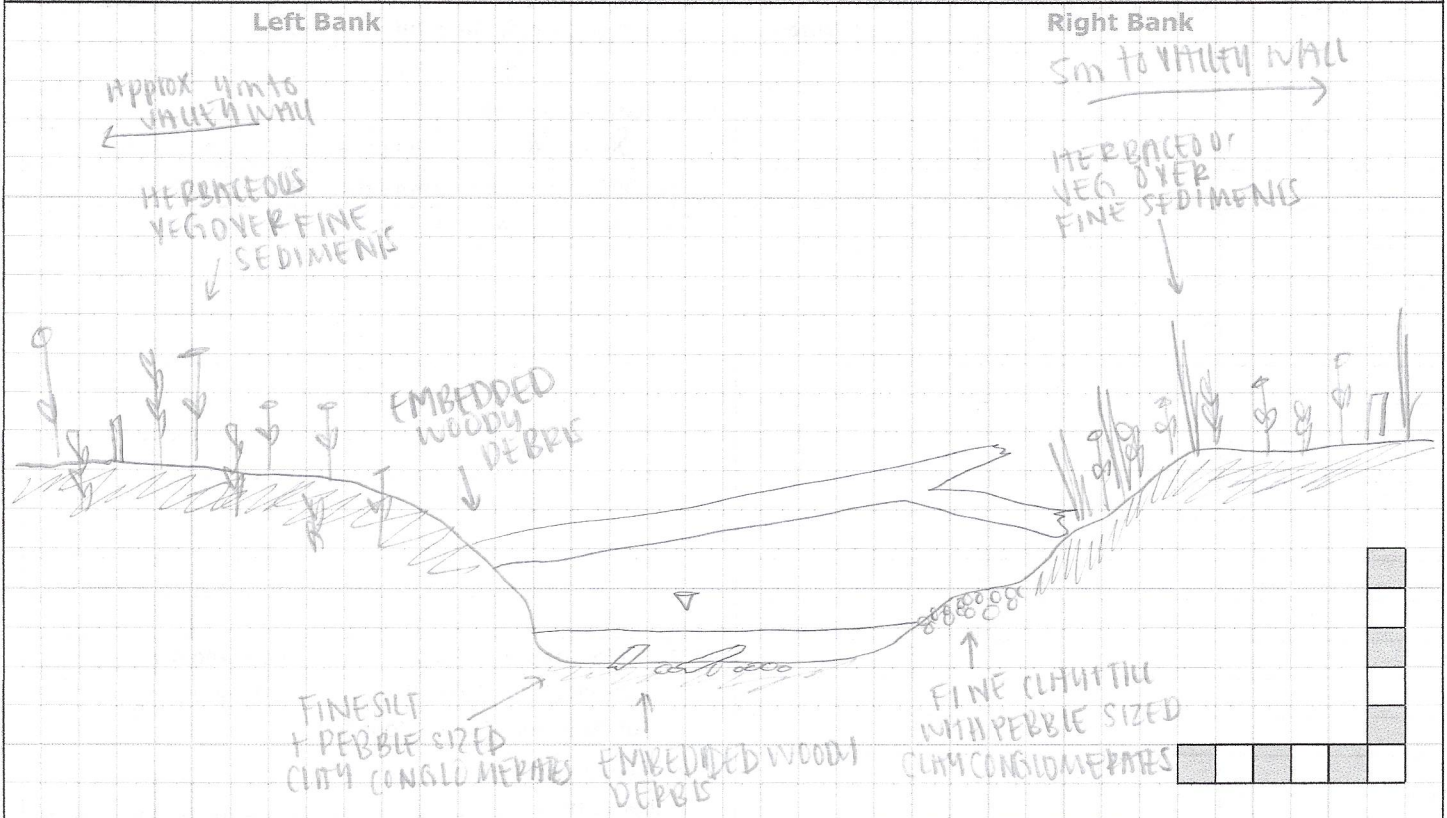 Left Bank
Right Bank
Approx 4m to
VALLEY WALL
5m to VALLEY WALL
HERBACEOUS
VEG OVER FINE
SEDIMENTS
HERBACEOU
VEG OVER
FINE SEDIMENTS
EMBEDDED
WOODY
DEBRIS
FINE SILT
+ PEBBLE SIZED
CLAY CONGLOMERATES
EMBEDDED WOODY
DEBRIS
FINE CLAY + TILL
WITH PEBBLE SIZED
CLAY CONGLOMERATES